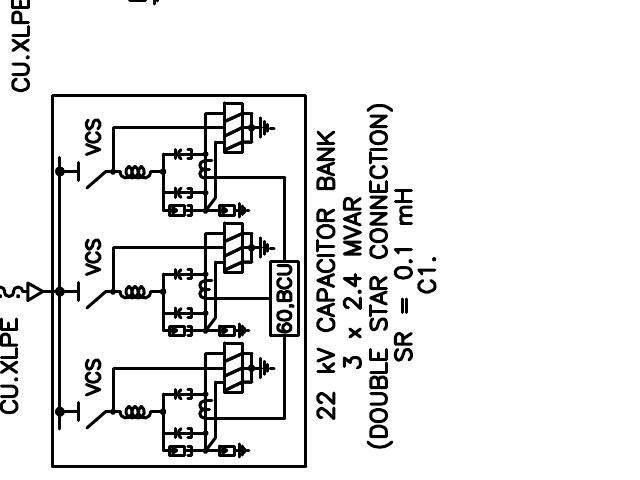 CU.XLPE
CU.XLPE
VCS
VCS
VCS
60,BCU
22 kV CAPACITOR BANK
3 x 2.4 MVAR
(DOUBLE STAR CONNECTION)
SR = 0.1 mH
C1.